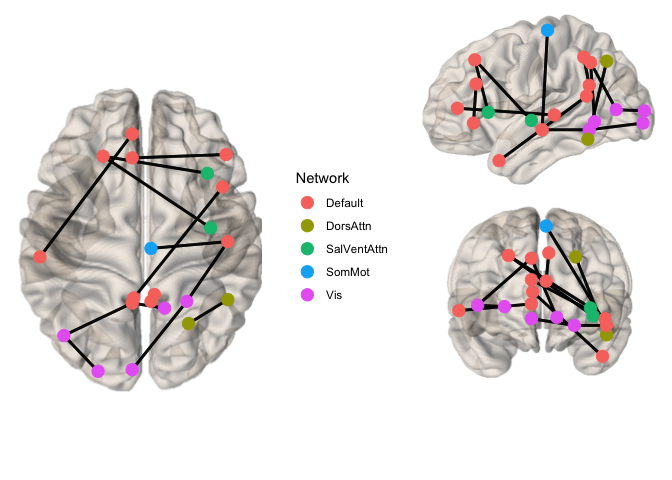 Network
Default
DorsAttn
SalVentAttn
SomMot
Vis